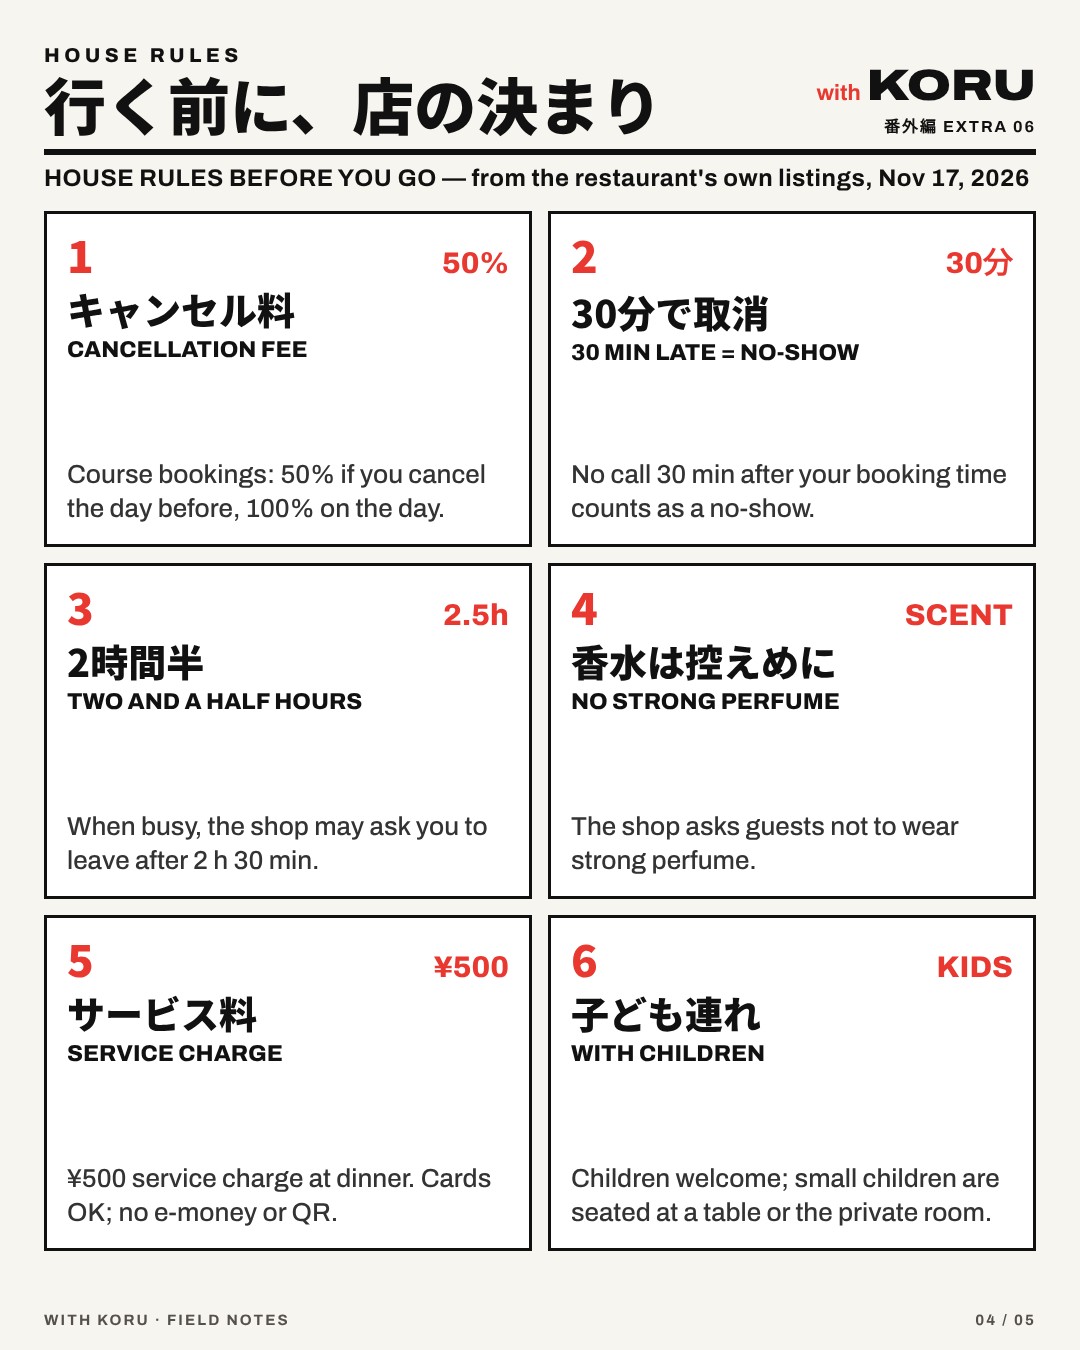 HOUSE RULES
行く前に、店の決まり
with KORU
番外編 EXTRA 06
HOUSE RULES BEFORE YOU GO — from the restaurant's own listings, Nov 17, 2026
1
50%
キャンセル料
CANCELLATION FEE
Course bookings: 50% if you cancel
the day before, 100% on the day.
2
30分
30分で取消
30 MIN LATE = NO-SHOW
No call 30 min after your booking time
counts as a no-show.
3
2.5h
2時間半
TWO AND A HALF HOURS
When busy, the shop may ask you to
leave after 2 h 30 min.
4
SCENT
香水は控えめに
NO STRONG PERFUME
The shop asks guests not to wear
strong perfume.
5
¥500
サービス料
SERVICE CHARGE
¥500 service charge at dinner. Cards
OK; no e-money or QR.
6
KIDS
子ども連れ
WITH CHILDREN
Children welcome; small children are
seated at a table or the private room.
WITH KORU · FIELD NOTES
04 / 05